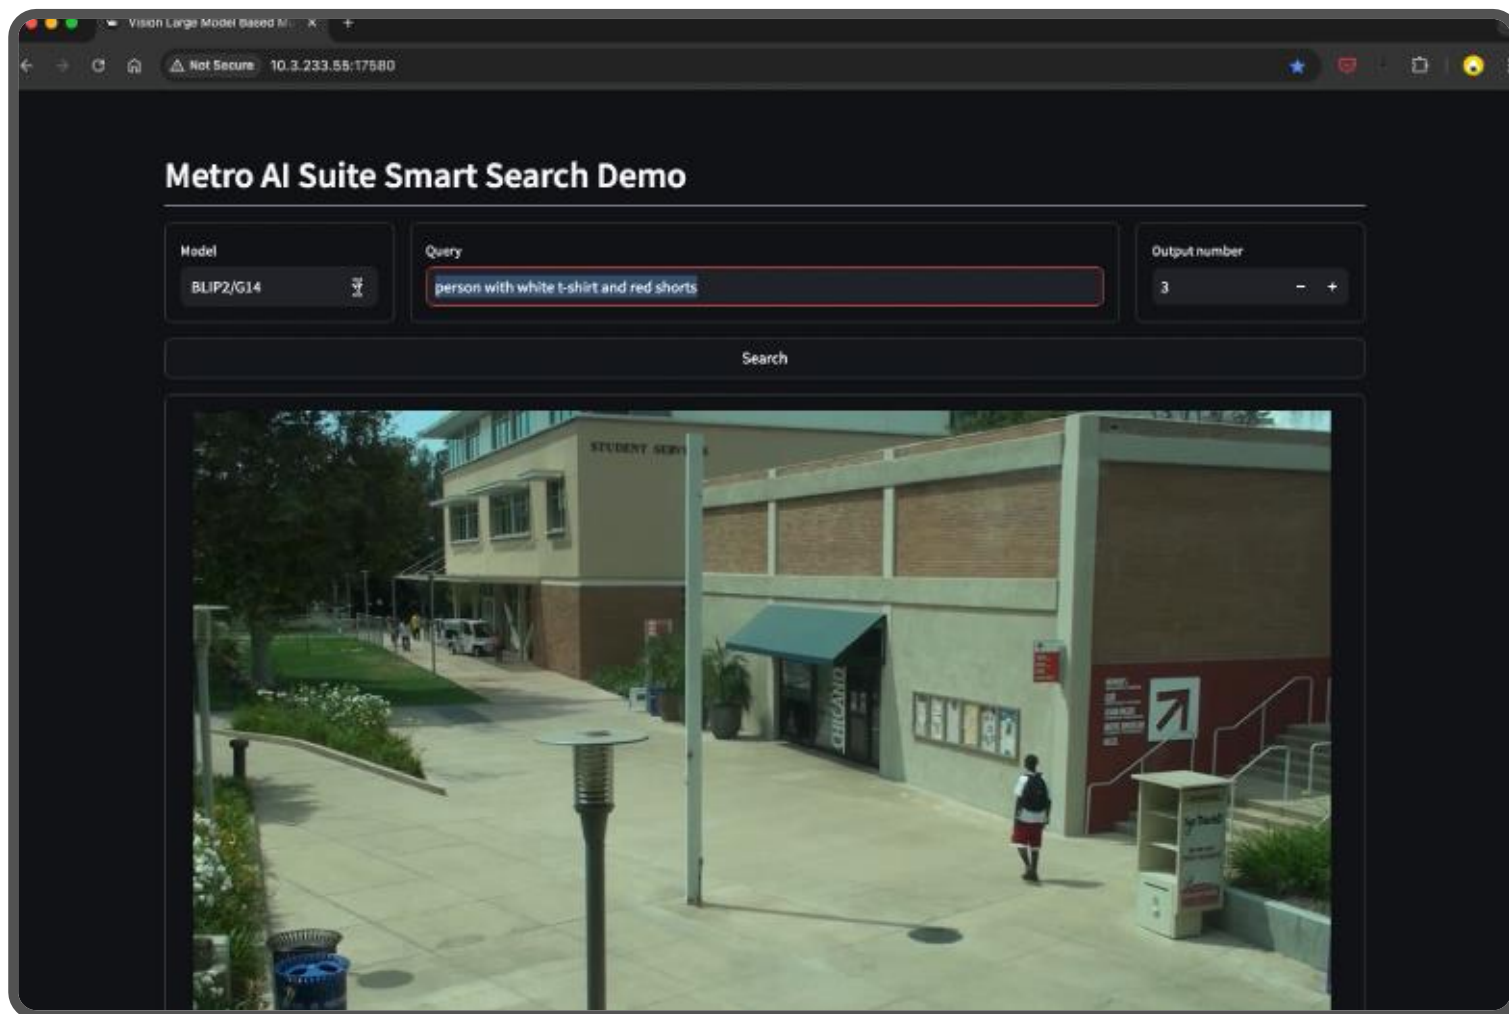 Vision Large Model Based M
Not Secure 10.3.233.55:17580
Metro AI Suite Smart Search Demo
Model
Query
Output number
BLIP2/G14
person with white t-shirt and red shorts
3
Search
STUDENT
CHICANO